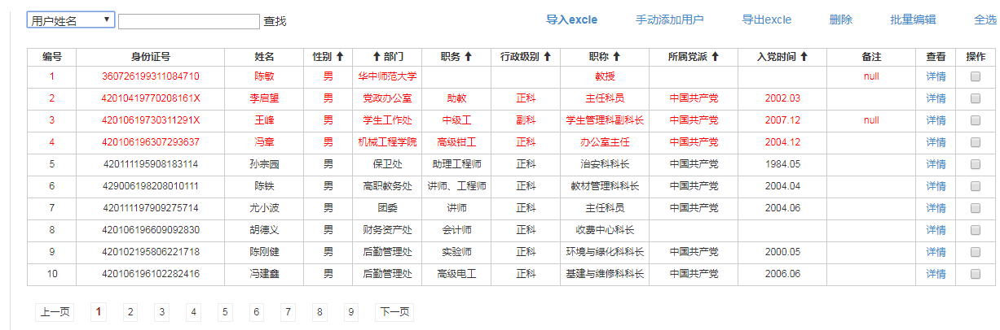 用户姓名 查找 导入excle 手动添加用户 导出excle 删除 批量编辑 全选
编号 身份证号 姓名 性别 部门 职务 行政级别 职称 所属党派 入党时间 备注 查看 操作
1 360726199311084710 陈敏 男 华中师范大学 教授 null 详情
2 42010419770208161X 李启望 男 党政办公室 助教 正科 主任科员 中国共产党 2002.03 详情
3 42010619730311291X 王峰 男 学生工作处 中级工 副科 学生管理科副科长 中国共产党 2007.12 null 详情
4 420106196307293637 冯章 男 机械工程学院 高级钳工 正科 办公室主任 中国共产党 2004.12 详情
5 420111195908183114 孙宗园 男 保卫处 助理工程师 正科 治安科科长 中国共产党 1984.05 详情
6 429006198208010111 陈铁 男 高职教务处 讲师、工程师 正科 教材管理科科长 中国共产党 2004.04 详情
7 420111197909275714 尤小波 男 团委 讲师 正科 主任科员 中国共产党 2004.06 详情
8 420106196609092830 胡德义 男 财务资产处 会计师 正科 收费中心科长 详情
9 420102195806221718 陈刚健 男 后勤管理处 实验师 正科 环境与绿化科科长 中国共产党 2000.05 详情
10 420106196102282416 冯建鑫 男 后勤管理处 高级电工 正科 基建与维修科科长 中国共产党 2006.06 详情
上一页 1 2 3 4 5 6 7 8 9 下一页